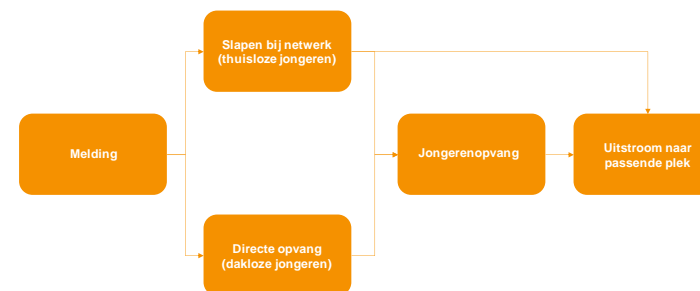 Melding
Slapen bij netwerk
(thuisloze jongeren)
Directe opvang
(dakloze jongeren)
Jongerenopvang
Uitstroom naar
passende plek